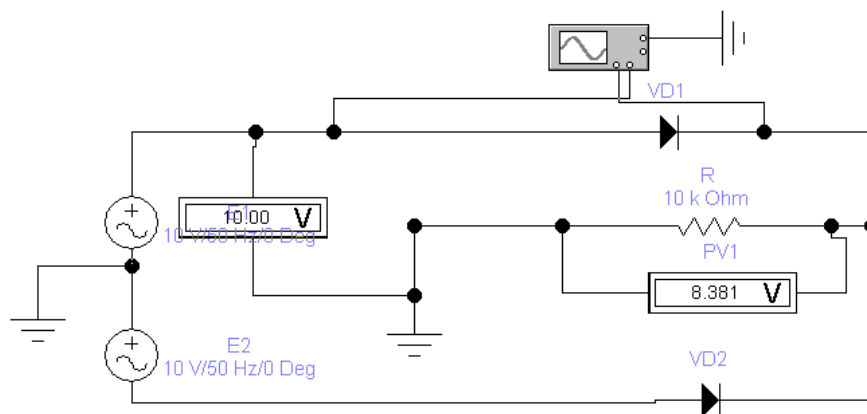 VD1
R
10 k Ohm
E1
10.00 V
10 V/50 Hz/0 Deg
PV1
8.381 V
E2
10 V/50 Hz/0 Deg
VD2